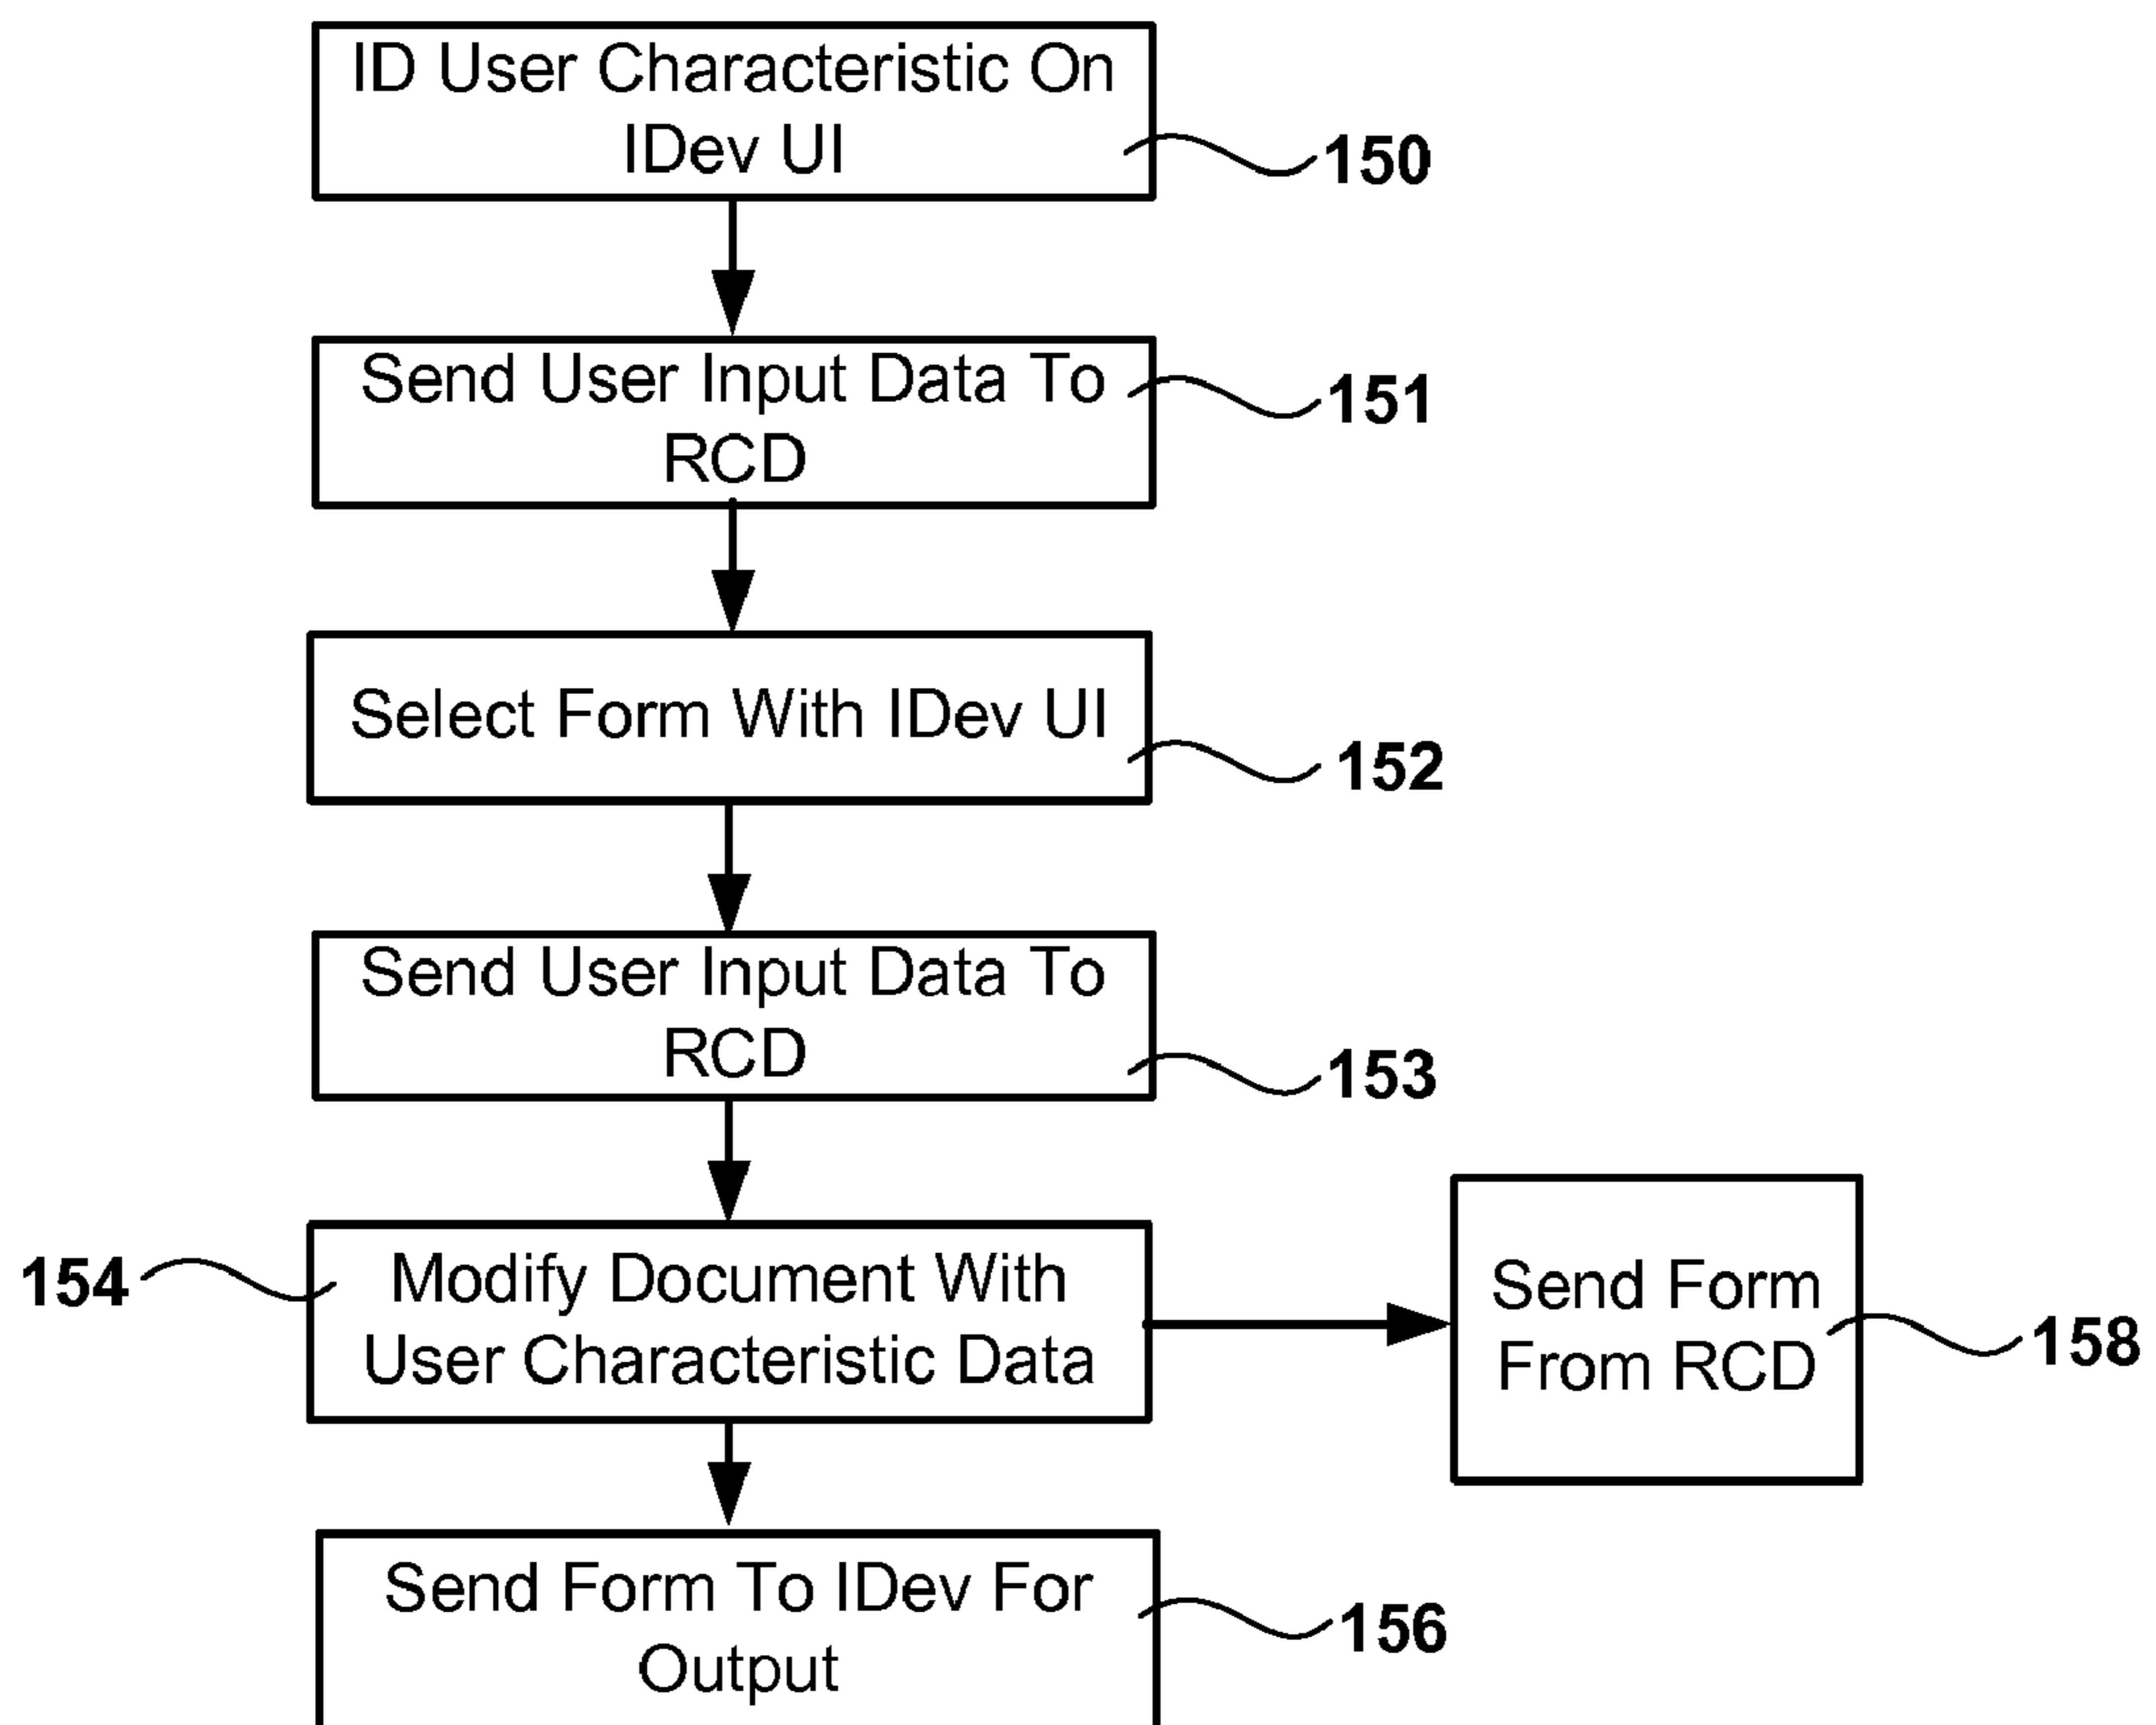 ID User Characteristic On
IDev UI
150
Send User Input Data To
RCD
151
Select Form With IDev UI
152
Send User Input Data To
RCD
153
154
Modify Document With
User Characteristic Data
Send Form
From RCD
158
Send Form To IDev For
Output
156